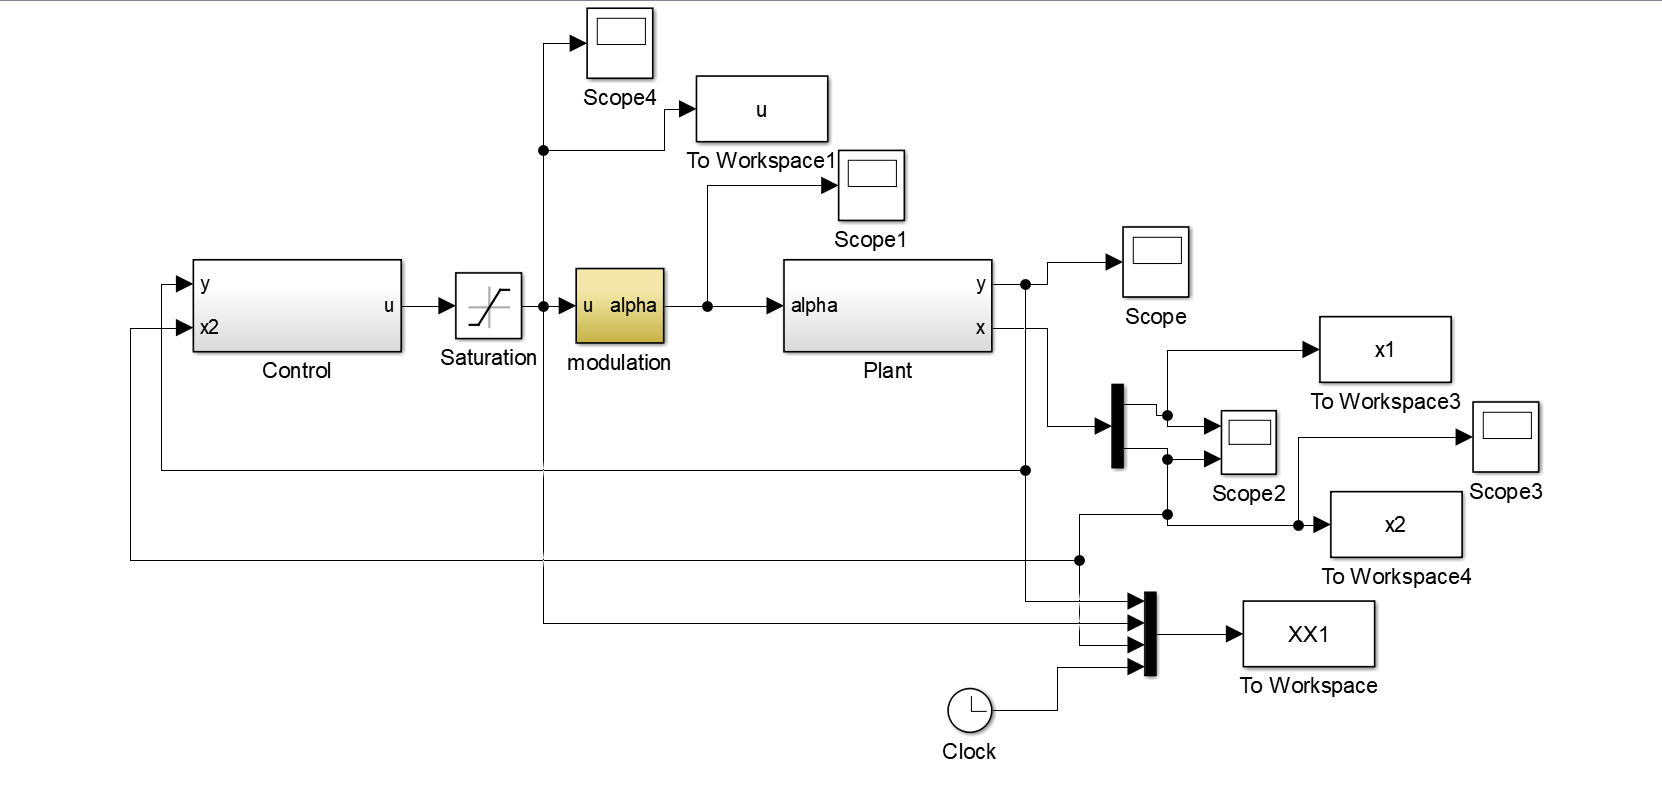 Scope4
u
To Workspace1
Scope1
y
x2
u
Control
Saturation
u alpha
modulation
alpha
y
x
Plant
Scope
x1
To Workspace3
Scope2
Scope3
x2
To Workspace4
XX1
To Workspace
Clock